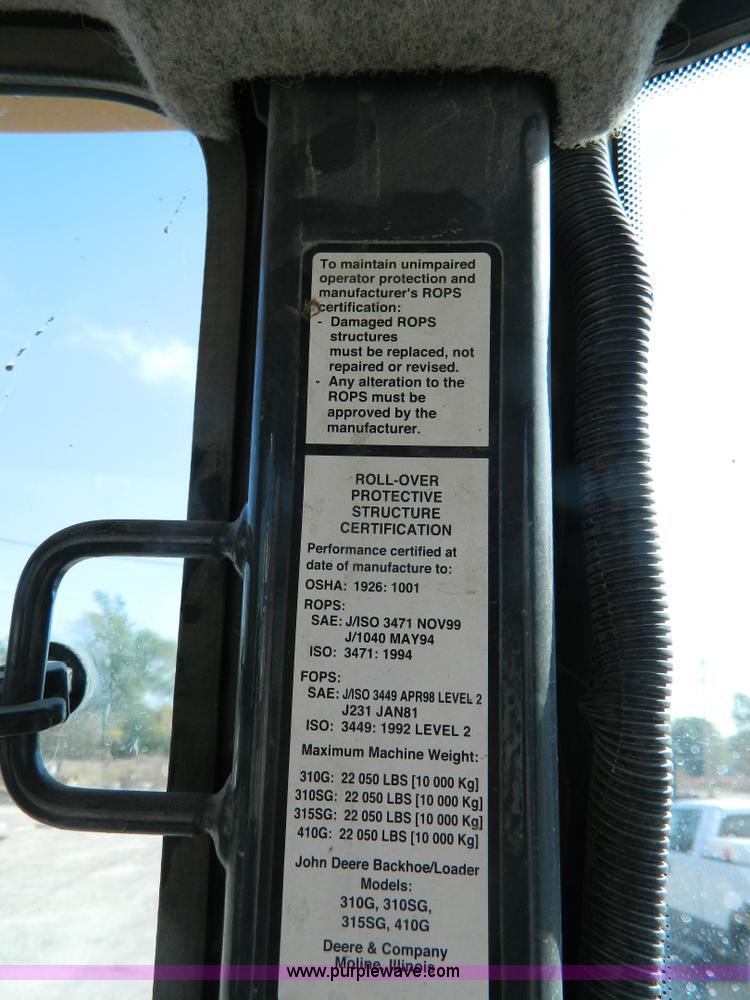 To maintain unimpaired
operator protection and
manufacturer's ROPS
certification:
- Damaged ROPS
structures
must be replaced, not
repaired or revised.
- Any alteration to the
ROPS must be
approved by the
manufacturer.
ROLL-OVER
PROTECTIVE
STRUCTURE
CERTIFICATION
Performance certified at
date of manufacture to:
OSHA: 1926: 1001
ROPS:
SAE: J/ISO 3471 NOV99
J/1040 MAY94
ISO: 3471: 1994
FOPS:
SAE: J/ISO 3449 APR98 LEVEL 2
J231 JAN81
ISO: 3449: 1992 LEVEL 2
Maximum Machine Weight:
310G: 22 050 LBS [10 000 Kg]
310SG: 22 050 LBS [10 000 Kg]
315SG: 22 050 LBS [10 000 Kg]
410G: 22 050 LBS [10 000 Kg]
John Deere Backhoe/Loader
Models:
310G, 310SG,
315SG, 410G
Deere & Company
Moline, Illinois
www.purplewave.com